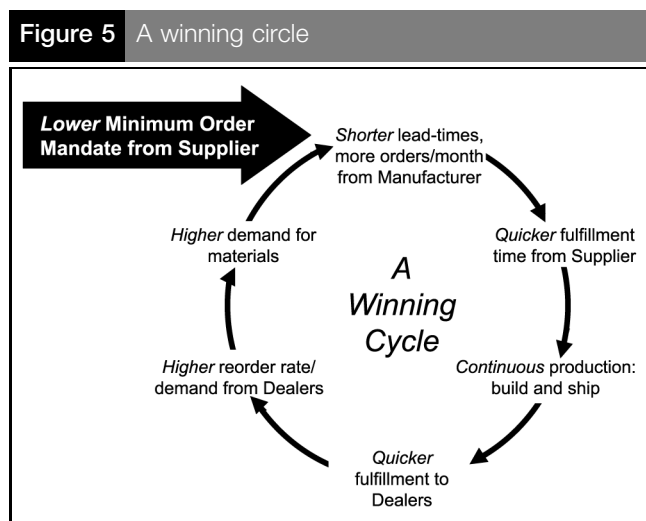 Figure 5 A winning circle
Lower Minimum Order
Mandate from Supplier
Shorter lead-times,
more orders/month
from Manufacturer
Quicker fulfillment
time from Supplier
Continuous production:
build and ship
Quicker
fulfillment to
Dealers
Higher reorder rate/
demand from Dealers
Higher demand for
materials
A
Winning
Cycle